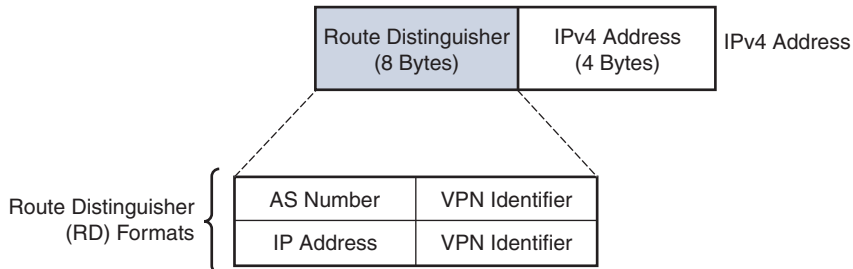 Route Distinguisher
(8 Bytes)
IPv4 Address
(4 Bytes)
IPv4 Address
Route Distinguisher
(RD) Formats
AS Number
VPN Identifier
IP Address
VPN Identifier